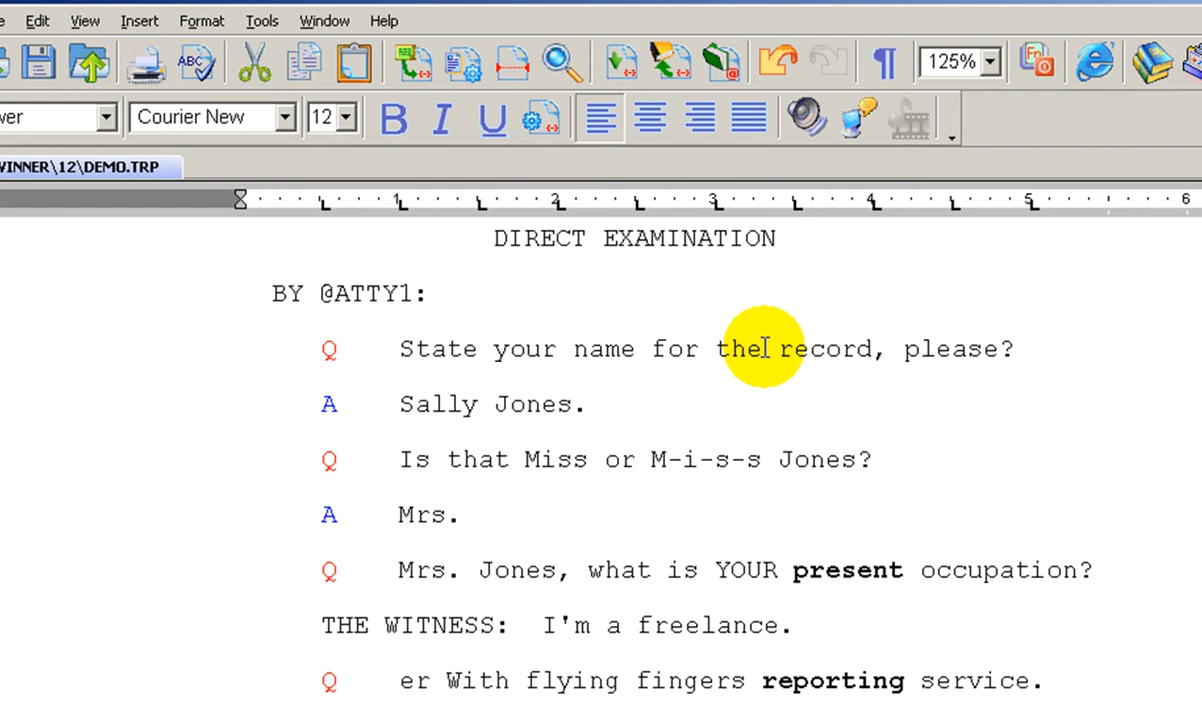 Edit View Insert Format Tools Window Help
ABC 125% Fn
Courier New 12 B I U
WINNER\12\DEMO.TRP
1 2 3 4 5 6
DIRECT EXAMINATION
BY @ATTY1:
Q State your name for the record, please?
A Sally Jones.
Q Is that Miss or M-i-s-s Jones?
A Mrs.
Q Mrs. Jones, what is YOUR present occupation?
THE WITNESS: I'm a freelance.
Q er With flying fingers reporting service.